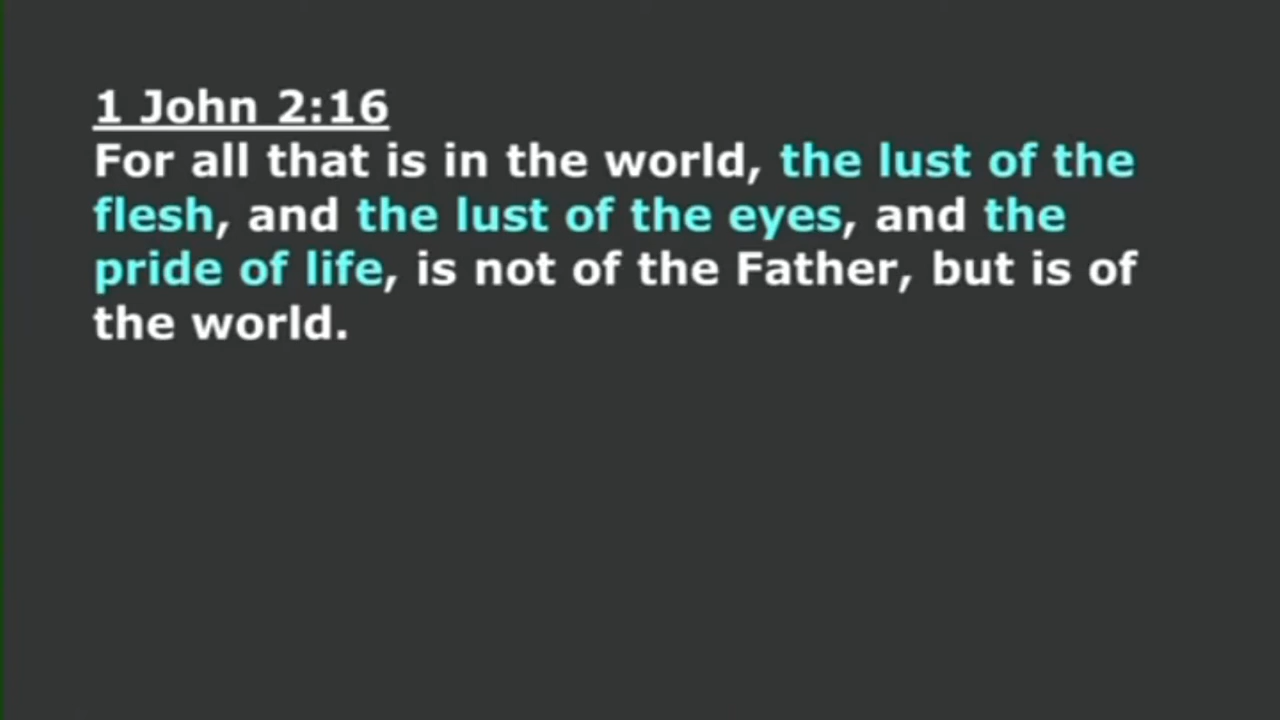 1 John 2:16
For all that is in the world, the lust of the
flesh, and the lust of the eyes, and the
pride of life, is not of the Father, but is of
the world.